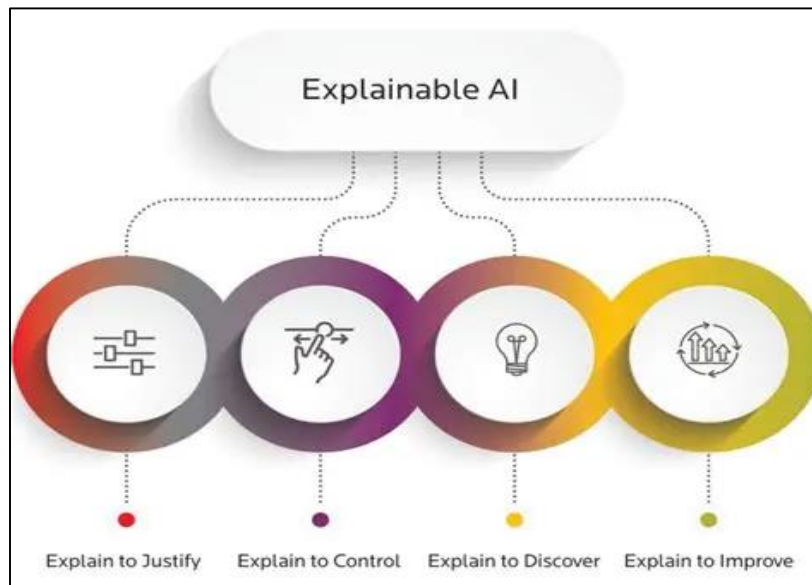 Explainable AI
Explain to Justify
Explain to Control
Explain to Discover
Explain to Improve